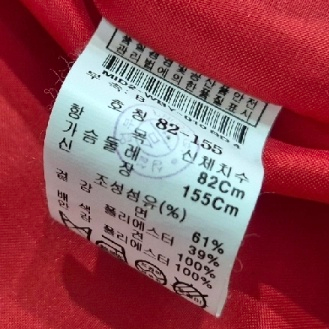 품질경영및공산품안전
관리법에의한품질표시
호칭 82-155
신체치수
가슴둘레 82Cm
신장 155Cm
조성섬유(%)
겉감 면 61%
폴리에스터 39%
배색 폴리에스터 100%
안감 폴리에스터 100%